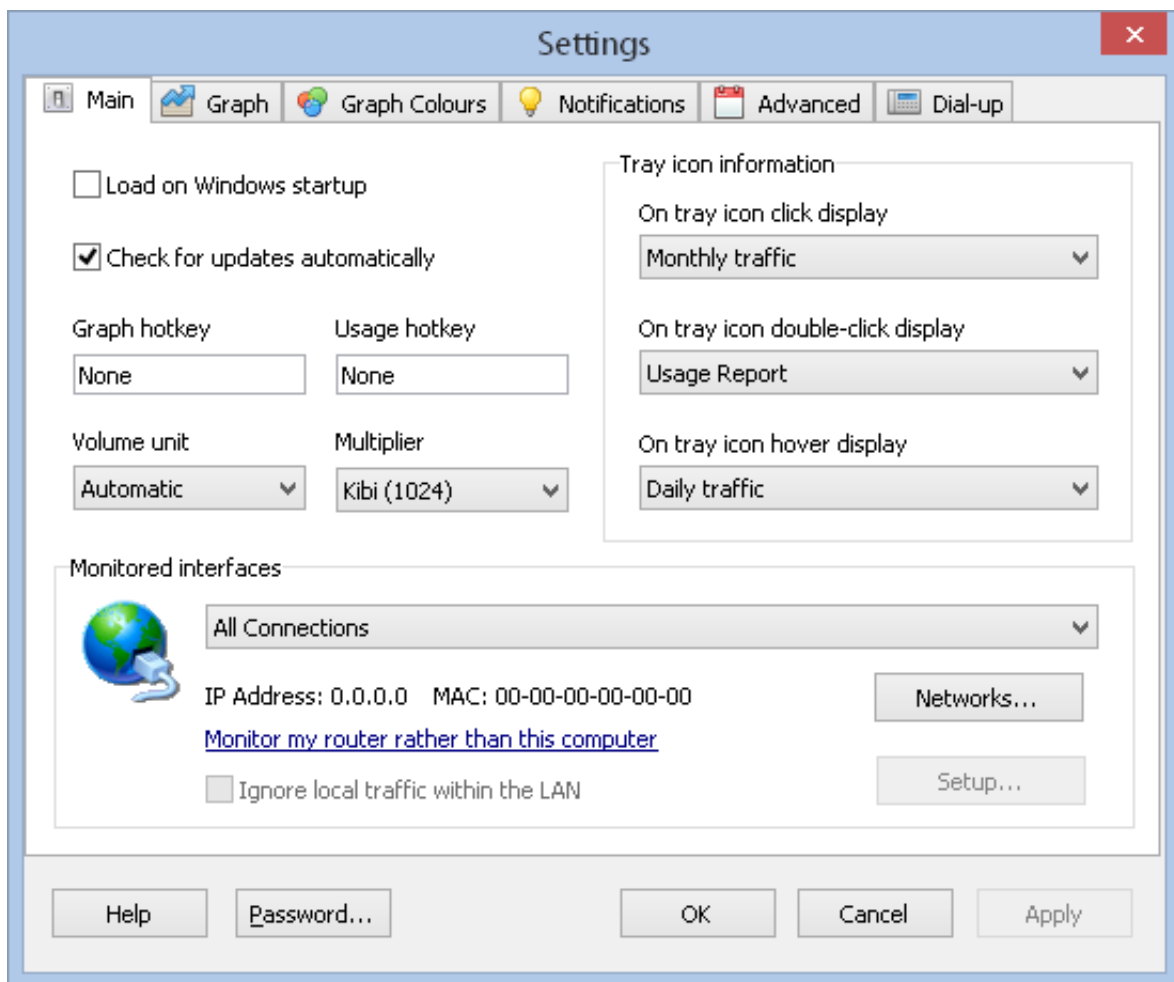 Settings
Main Graph Graph Colours Notifications Advanced Dial-up
Load on Windows startup
Check for updates automatically
Graph hotkey Usage hotkey
None None
Volume unit Multiplier
Automatic Kibi (1024)
Tray icon information
On tray icon click display
Monthly traffic
On tray icon double-click display
Usage Report
On tray icon hover display
Daily traffic
Monitored interfaces
All Connections
IP Address: 0.0.0.0 MAC: 00-00-00-00-00-00
Networks...
Monitor my router rather than this computer
Ignore local traffic within the LAN
Setup...
Help Password... OK Cancel Apply